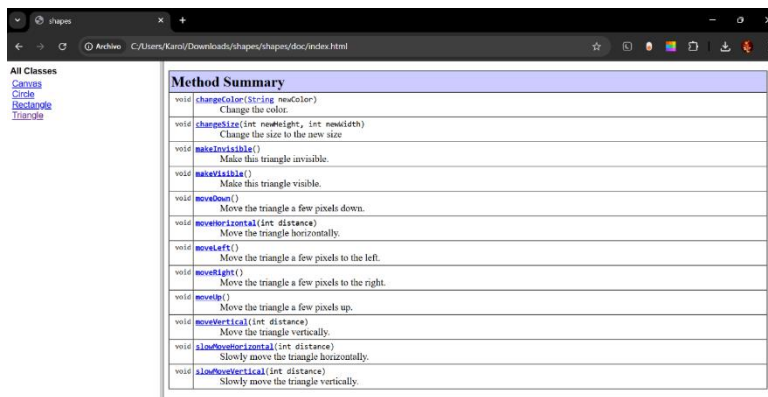 shapes
Archivo
C:/Users/Karol/Downloads/shapes/shapes/doc/index.html
All Classes
Canvas
Circle
Rectangle
Triangle
Method Summary
void changeColor(String newColor)
Change the color.
void changeSize(int newHeight, int newWidth)
Change the size to the new size
void makeInvisible()
Make this triangle invisible.
void makeVisible()
Make this triangle visible.
void moveDown()
Move the triangle a few pixels down.
void moveHorizontal(int distance)
Move the triangle horizontally.
void moveLeft()
Move the triangle a few pixels to the left.
void moveRight()
Move the triangle a few pixels to the right.
void moveUp()
Move the triangle a few pixels up.
void moveVertical(int distance)
Move the triangle vertically.
void slowMoveHorizontal(int distance)
Slowly move the triangle horizontally.
void slowMoveVertical(int distance)
Slowly move the triangle vertically.